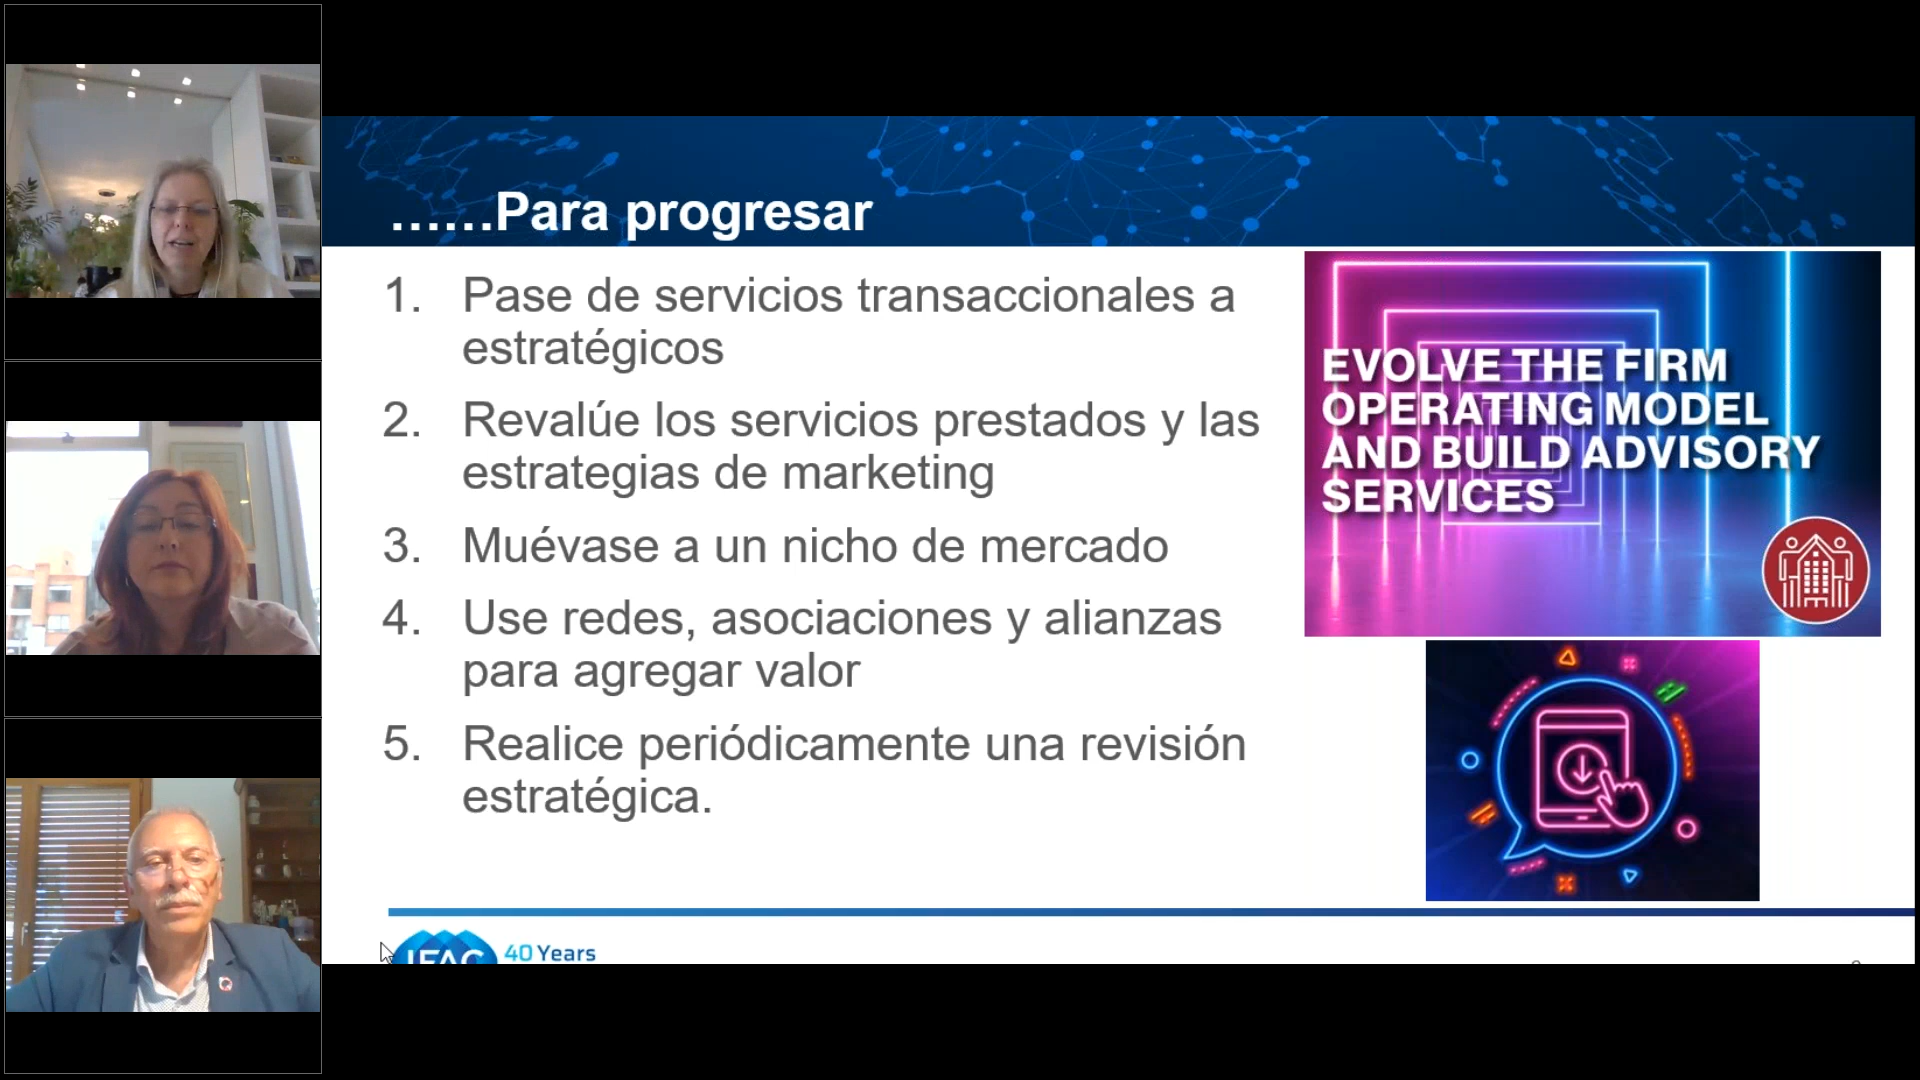 ......Para progresar
1. Pase de servicios transaccionales a
estratégicos
2. Revalúe los servicios prestados y las
estrategias de marketing
3. Muévase a un nicho de mercado
4. Use redes, asociaciones y alianzas
para agregar valor
5. Realice periódicamente una revisión
estratégica.
EVOLVE THE FIRM
OPERATING MODEL
AND BUILD ADVISORY
SERVICES
IFAC 40 Years